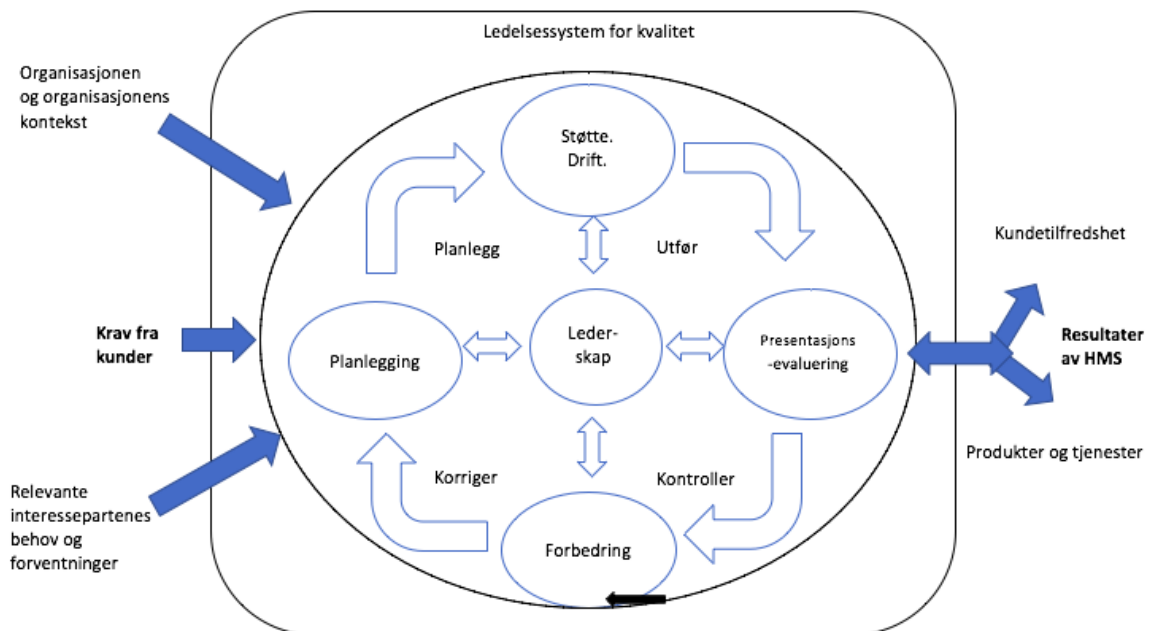 Ledelsessystem for kvalitet
Organisasjonen
og organisasjonens
kontekst
Støtte.
Drift.
Planlegg
Utfør
Kundetilfredshet
Krav fra
kunder
Planlegging
Leder-
skap
Presentasjons
-evaluering
Resultater
av HMS
Korriger
Kontroller
Produkter og tjenester
Relevante
interessepartenes
behov og
forventninger
Forbedring